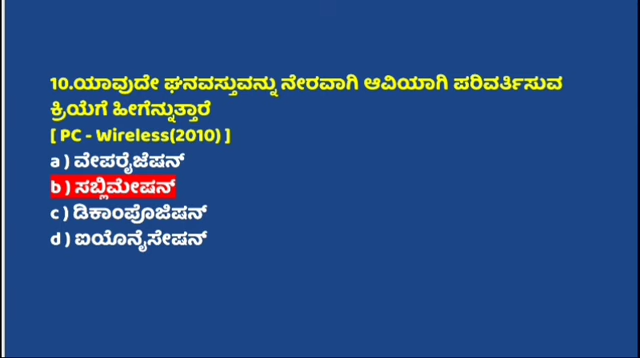 10.ಯಾವುದೇ ಘನವಸ್ತುವನ್ನು ನೇರವಾಗಿ ಆವಿಯಾಗಿ ಪರಿವರ್ತಿಸುವ
ಕ್ರಿಯೆಗೆ ಹೀಗೆನ್ನುತ್ತಾರೆ
[ PC - Wireless(2010) ]
a ) ವೇಪರೈಜೆಷನ್
b ) ಸಬ್ಲಿಮೇಷನ್
c ) ಡಿಕಾಂಪೊಜಿಷನ್
d ) ಐಯೊನೈಸೇಷನ್